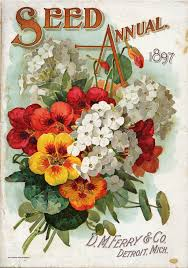 SEED
ANNUAL.
1897
D.M. FERRY & CO.
DETROIT, MICH.